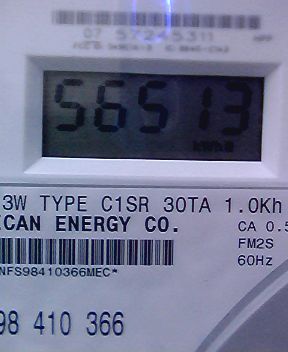 07 57245311
56513
kWh
3W TYPE C1SR 30TA 1.0Kh
ICAN ENERGY CO.
CA 0.5
FM2S
60Hz
NFS98410366MEC*
98 410 366